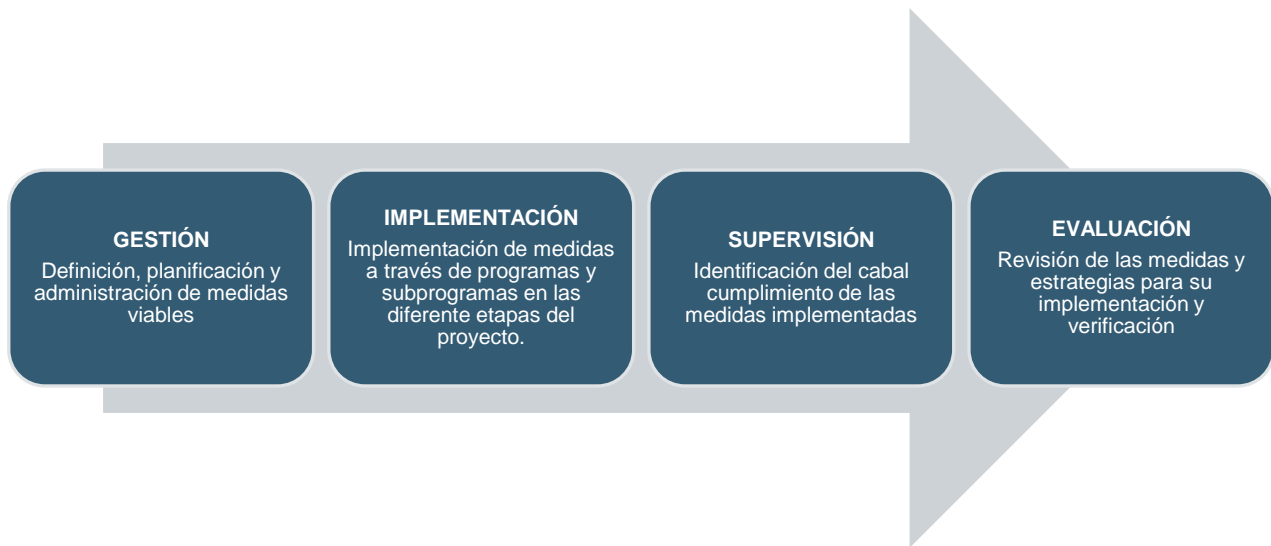 GESTIÓN
Definición, planificación y
administración de medidas
viables
IMPLEMENTACIÓN
Implementación de medidas
a través de programas y
subprogramas en las
diferente etapas del
proyecto.
SUPERVISIÓN
Identificación del cabal
cumplimiento de las
medidas implementadas
EVALUACIÓN
Revisión de las medidas y
estrategias para su
implementación y
verificación